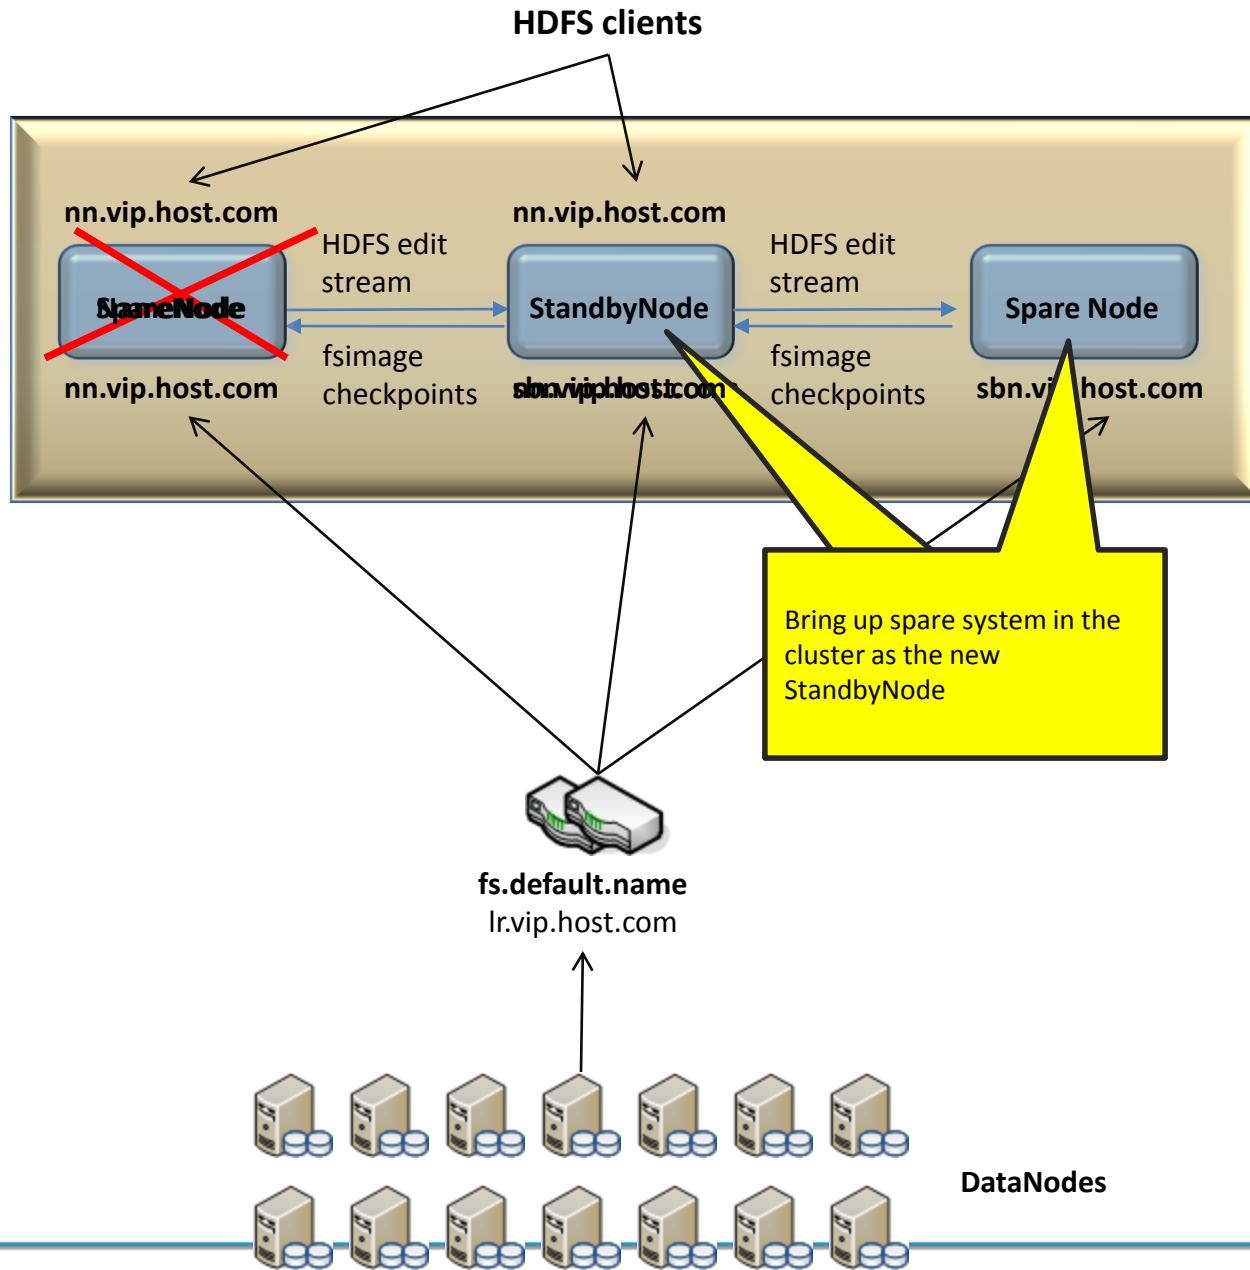 HDFS clients
nn.vip.host.com
nn.vip.host.com
HDFS edit
stream
HDFS edit
stream
StandbyNode
Spare Node
fsimage
checkpoints
fsimage
checkpoints
nn.vip.host.com
Bring up spare system in the
cluster as the new
StandbyNode
fs.default.name
lr.vip.host.com
DataNodes